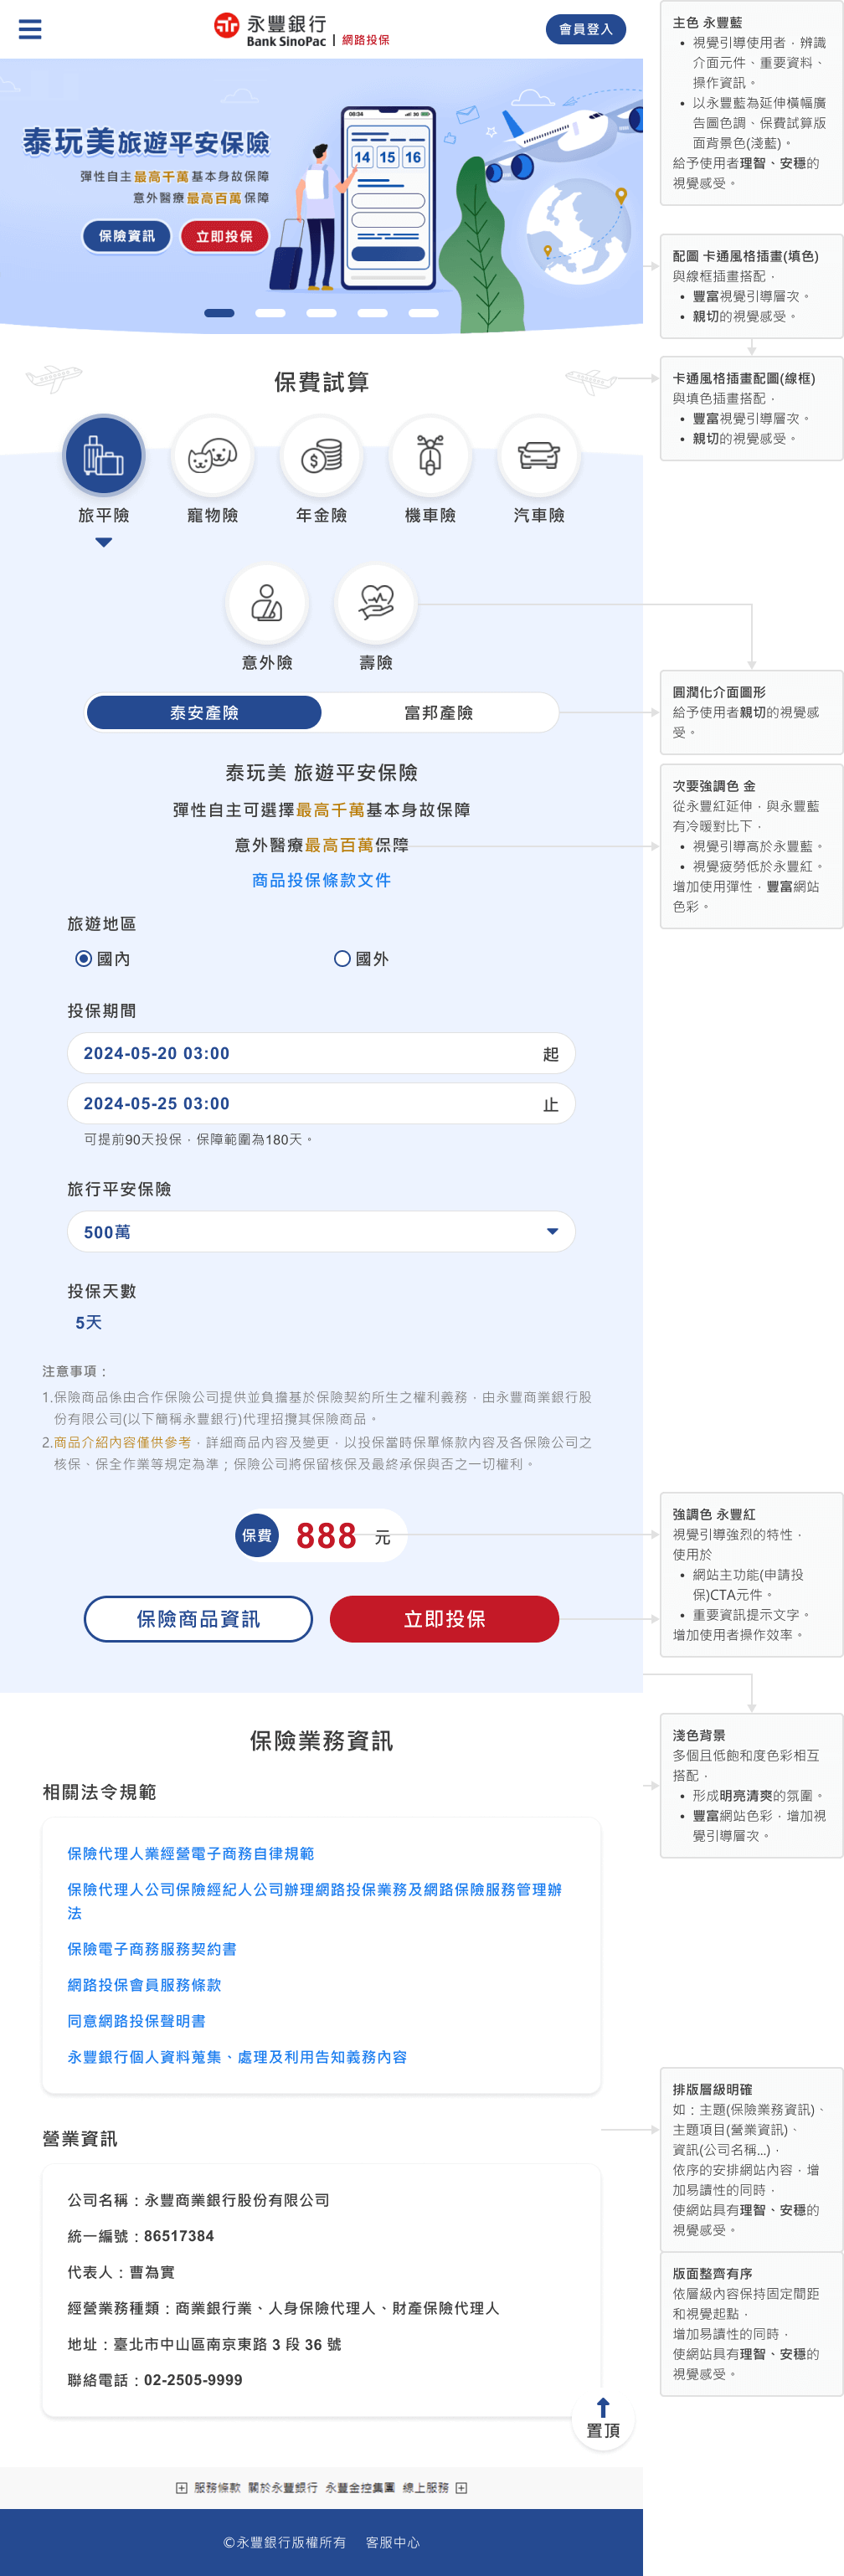 永豐銀行
Bank SinoPac
網路投保
會員登入
泰玩美旅遊平安保險
彈性自主最高千萬基本身故保障
意外醫療最高百萬保障
保險資訊
立即投保
14 15 16
保費試算
旅平險
寵物險
年金險
機車險
汽車險
意外險
壽險
泰安產險
富邦產險
泰玩美 旅遊平安保險
彈性自主可選擇最高千萬基本身故保障
意外醫療最高百萬保障
商品投保條款文件
旅遊地區
國內
國外
投保期間
2024-05-20 03:00
起
2024-05-25 03:00
止
可提前90天投保，保障範圍為180天。
旅行平安保險
500萬
投保天數
5天
注意事項：
1.保險商品係由合作保險公司提供並負擔基於保險契約所生之權利義務，由永豐商業銀行股
份有限公司(以下簡稱永豐銀行)代理招攬其保險商品。
2.商品介紹內容僅供參考，詳細商品內容及變更，以投保當時保單條款內容及各保險公司之
核保、保全作業等規定為準；保險公司將保留核保及最終承保與否之一切權利。
保費
888
元
保險商品資訊
立即投保
保險業務資訊
相關法令規範
保險代理人業經營電子商務自律規範
保險代理人公司保險經紀人公司辦理網路投保業務及網路保險服務管理辦
法
保險電子商務服務契約書
網路投保會員服務條款
同意網路投保聲明書
永豐銀行個人資料蒐集、處理及利用告知義務內容
營業資訊
公司名稱：永豐商業銀行股份有限公司
統一編號：86517384
代表人：曹為實
經營業務種類：商業銀行業、人身保險代理人、財產保險代理人
地址：臺北市中山區南京東路 3 段 36 號
聯絡電話：02-2505-9999
置頂
服務條款 關於永豐銀行 永豐金控集團 線上服務
©永豐銀行版權所有
客服中心
主色 永豐藍
• 視覺引導使用者，辨識
介面元件、重要資料、
操作資訊。
• 以永豐藍為延伸橫幅廣
告圖色調、保費試算版
面背景色(淺藍)。
給予使用者理智、安穩的
視覺感受。
配圖 卡通風格插畫(填色)
與線框插畫搭配，
• 豐富視覺引導層次。
• 親切的視覺感受。
卡通風格插畫配圖(線框)
與填色插畫搭配，
• 豐富視覺引導層次。
• 親切的視覺感受。
圓潤化介面圖形
給予使用者親切的視覺感
受。
次要強調色 金
從永豐紅延伸，與永豐藍
有冷暖對比下，
• 視覺引導高於永豐藍。
• 視覺疲勞低於永豐紅。
增加使用彈性，豐富網站
色彩。
強調色 永豐紅
視覺引導強烈的特性，
使用於
• 網站主功能(申請投
保)CTA元件。
• 重要資訊提示文字。
增加使用者操作效率。
淺色背景
多個且低飽和度色彩相互
搭配，
• 形成明亮清爽的氛圍。
• 豐富網站色彩，增加視
覺引導層次。
排版層級明確
如：主題(保險業務資訊)、
主題項目(營業資訊)、
資訊(公司名稱...)，
依序的安排網站內容，增
加易讀性的同時，
使網站具有理智、安穩的
視覺感受。
版面整齊有序
依層級內容保持固定間距
和視覺起點，
增加易讀性的同時，
使網站具有理智、安穩的
視覺感受。